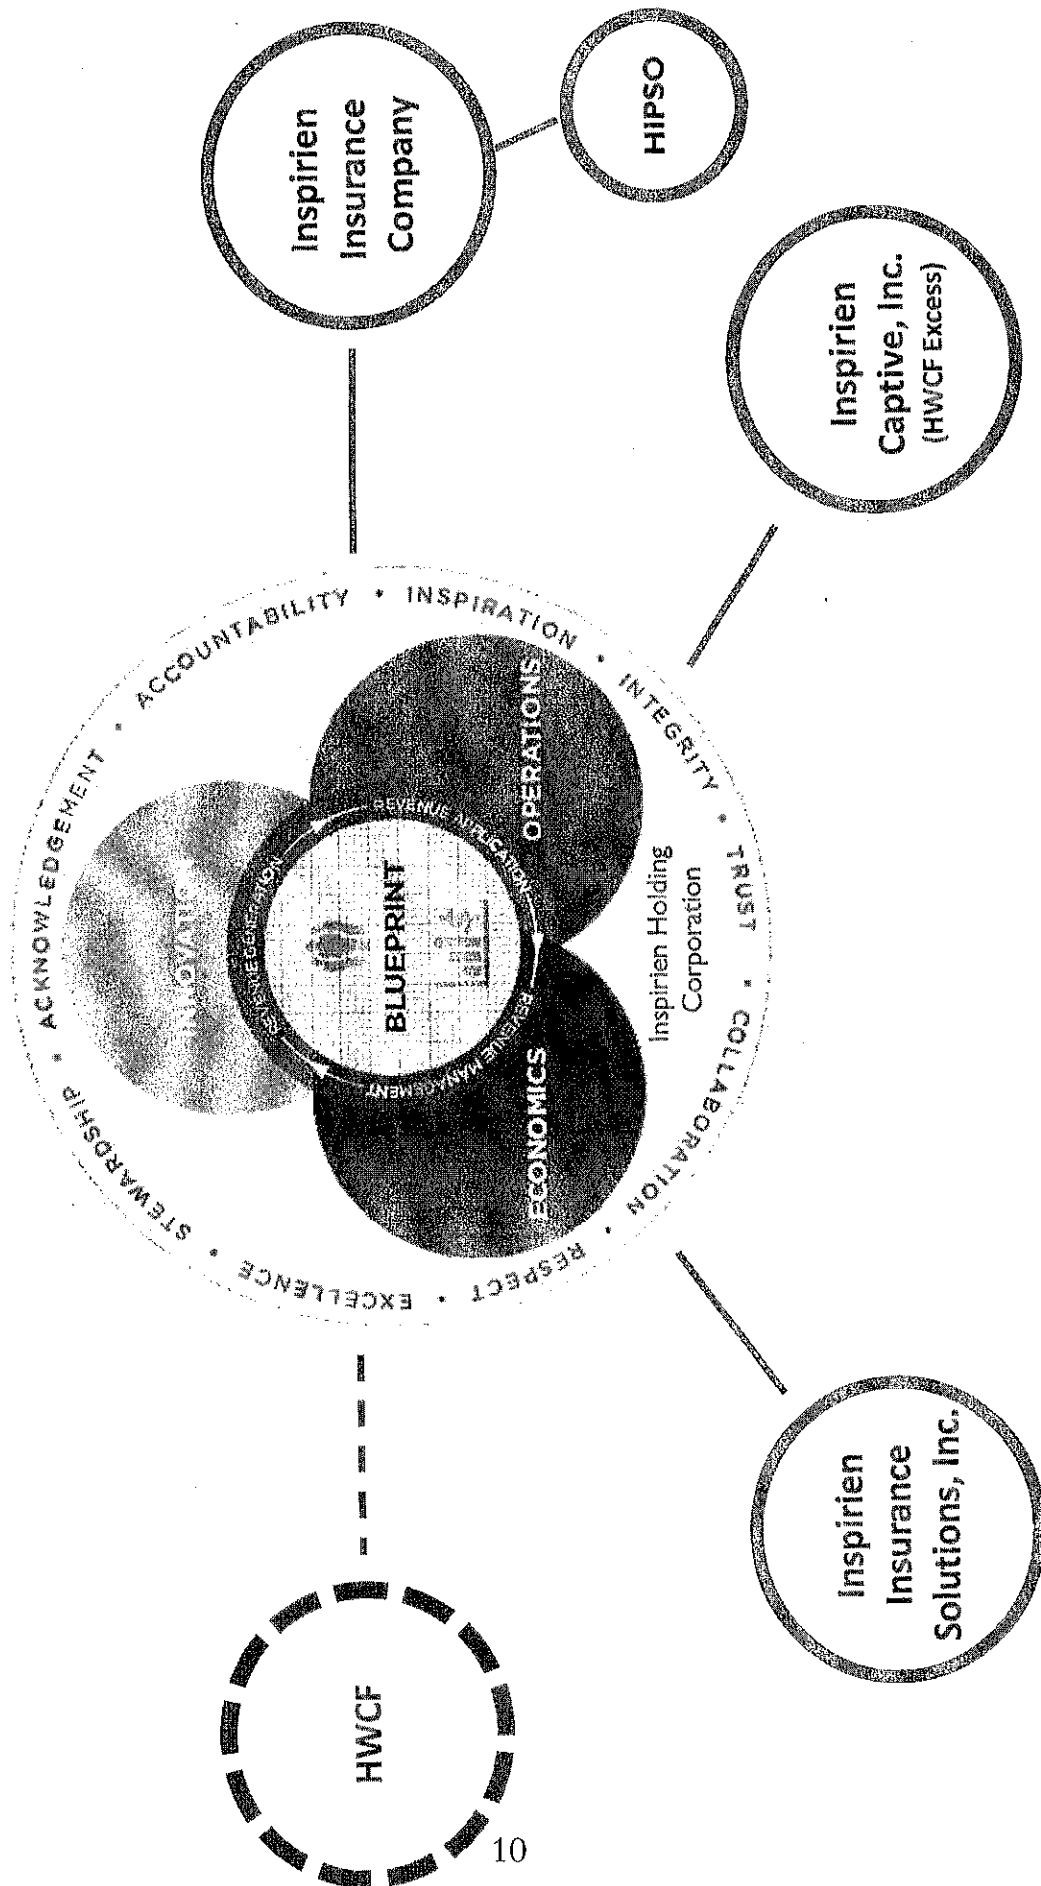 HWCF
STEWARDSHIP • ACKNOWLEDGEMENT • ACCOUNTABILITY • INSPIRATION • INTEGRITY • TRUST • COLLABORATION • RESPECT • EXCELLENCE •
REVENUE GENERATION
REVENUE APPLICATION
REVENUE MANAGEMENT
BLUEPRINT
ECONOMICS
OPERATIONS
Inspirien Holding
Corporation
Inspirien
Insurance
Company
HIPSO
Inspirien
Captive, Inc.
(HWCF Excess)
Inspirien
Insurance
Solutions, Inc.
10